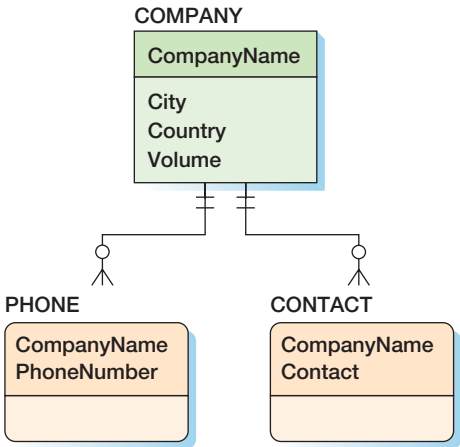 COMPANY
CompanyName
City
Country
Volume
PHONE
CompanyName
PhoneNumber
CONTACT
CompanyName
Contact